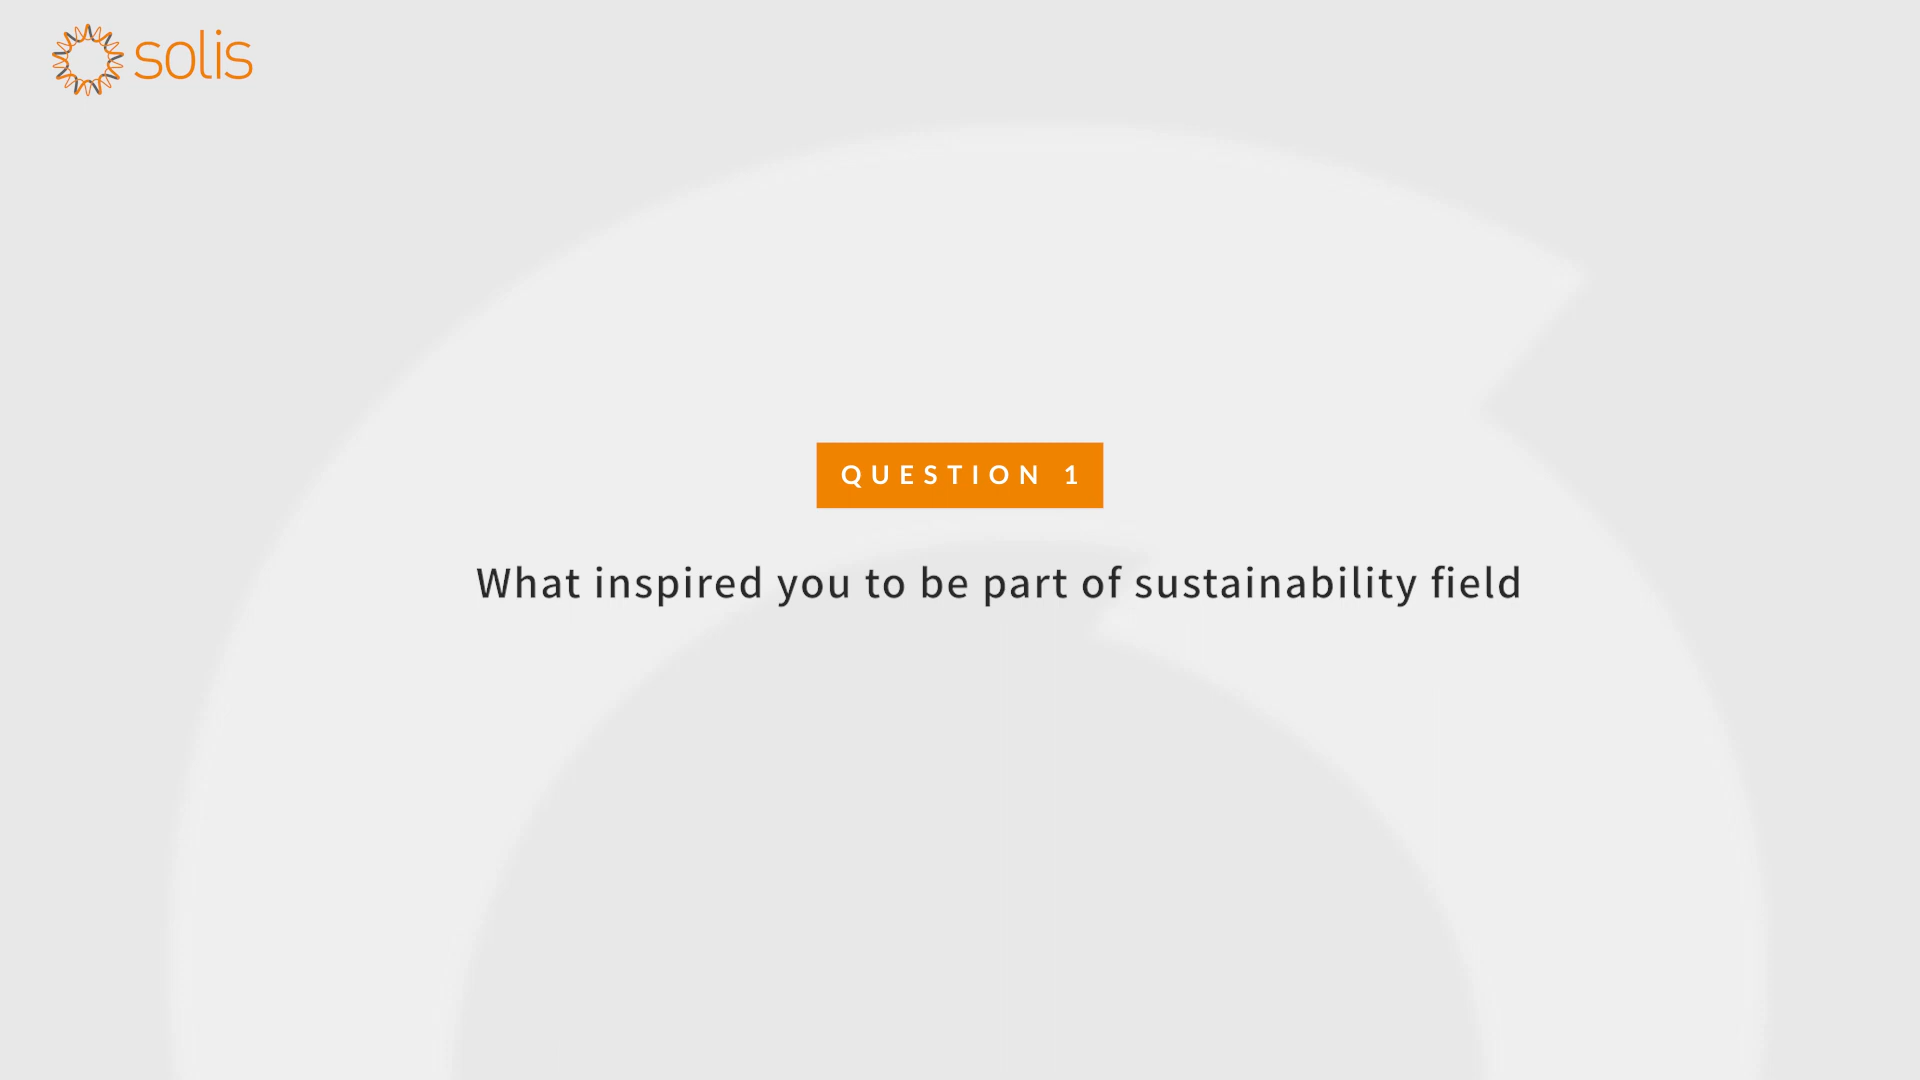 solis
QUESTION 1
What inspired you to be part of sustainability field